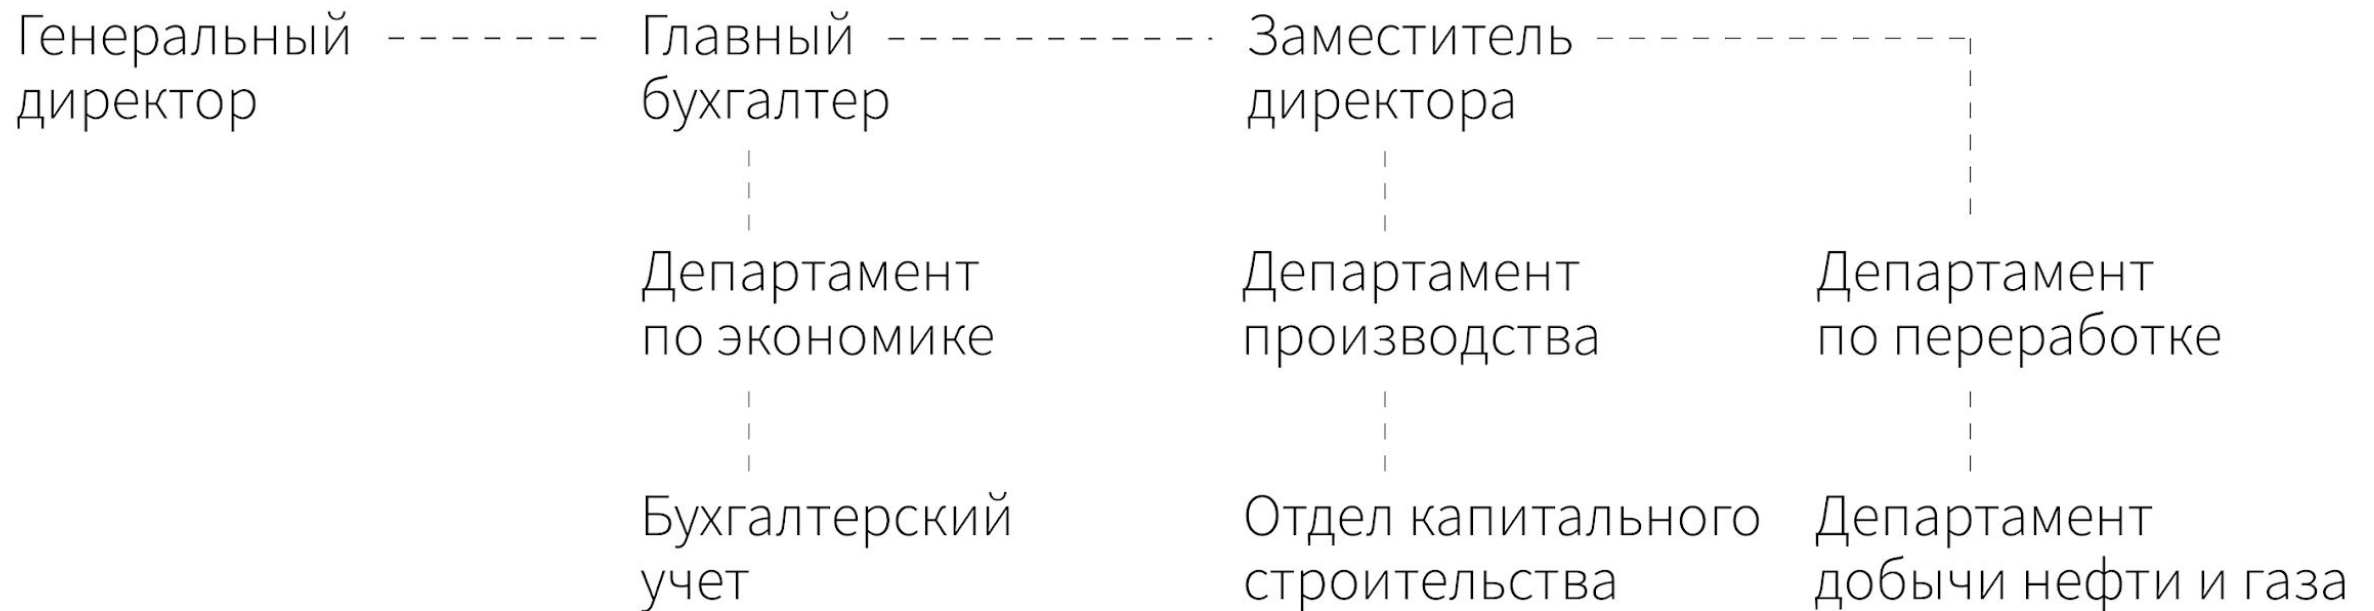 Генеральный
директор
Главный
бухгалтер
Заместитель
директора
Департамент
по экономике
Департамент
производства
Департамент
по переработке
Бухгалтерский
учет
Отдел капитального
строительства
Департамент
добычи нефти и газа